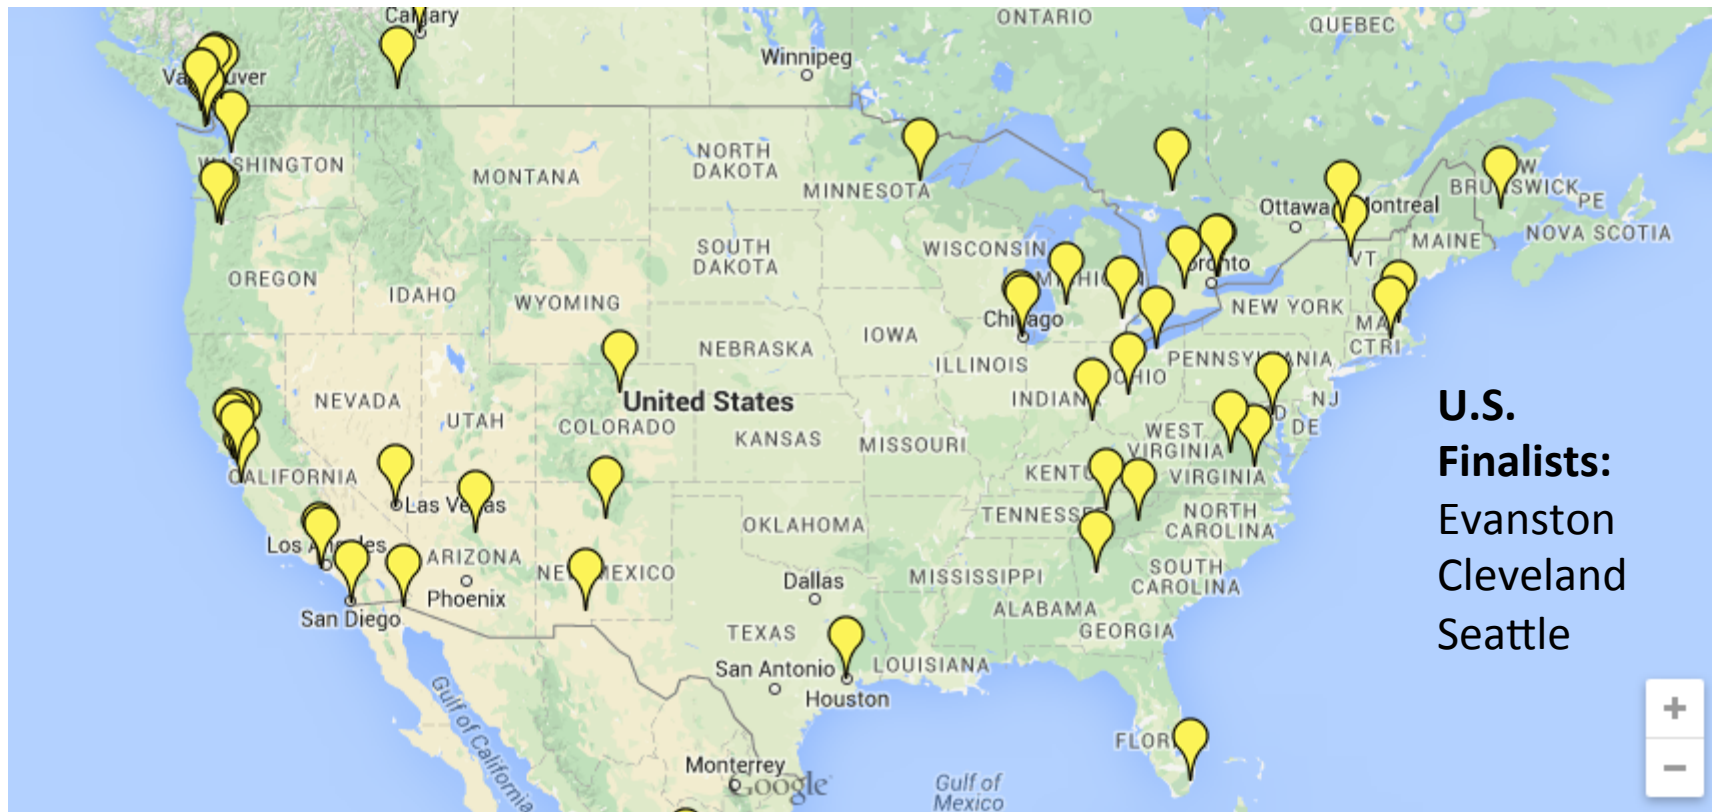 Calgary
ONTARIO
QUEBEC
Winnipeg
Vancouver
WASHINGTON
NORTH
DAKOTA
MONTANA
MINNESOTA
NEW
BRUNSWICK
PE
Ottawa
Montreal
NOVA SCOTIA
MAINE
WISCONSIN
SOUTH
DAKOTA
VT
Toronto
OREGON
IDAHO
WYOMING
MICHIGAN
NEW YORK
Chicago
MA
CT RI
IOWA
NEBRASKA
ILLINOIS
PENNSYLVANIA
OHIO
INDIANA
NJ
NEVADA
United States
UTAH
COLORADO
KANSAS
MISSOURI
WEST
VIRGINIA
MD
DE
CALIFORNIA
KENTUCKY
VIRGINIA
Las Vegas
OKLAHOMA
TENNESSEE
NORTH
CAROLINA
Los Angeles
ARIZONA
NEW MEXICO
Dallas
MISSISSIPPI
SOUTH
CAROLINA
Phoenix
San Diego
ALABAMA
TEXAS
GEORGIA
San Antonio
LOUISIANA
Houston
Gulf of California
FLORIDA
Monterrey
Google
Gulf of
Mexico
U.S.
Finalists:
Evanston
Cleveland
Seattle
+
−